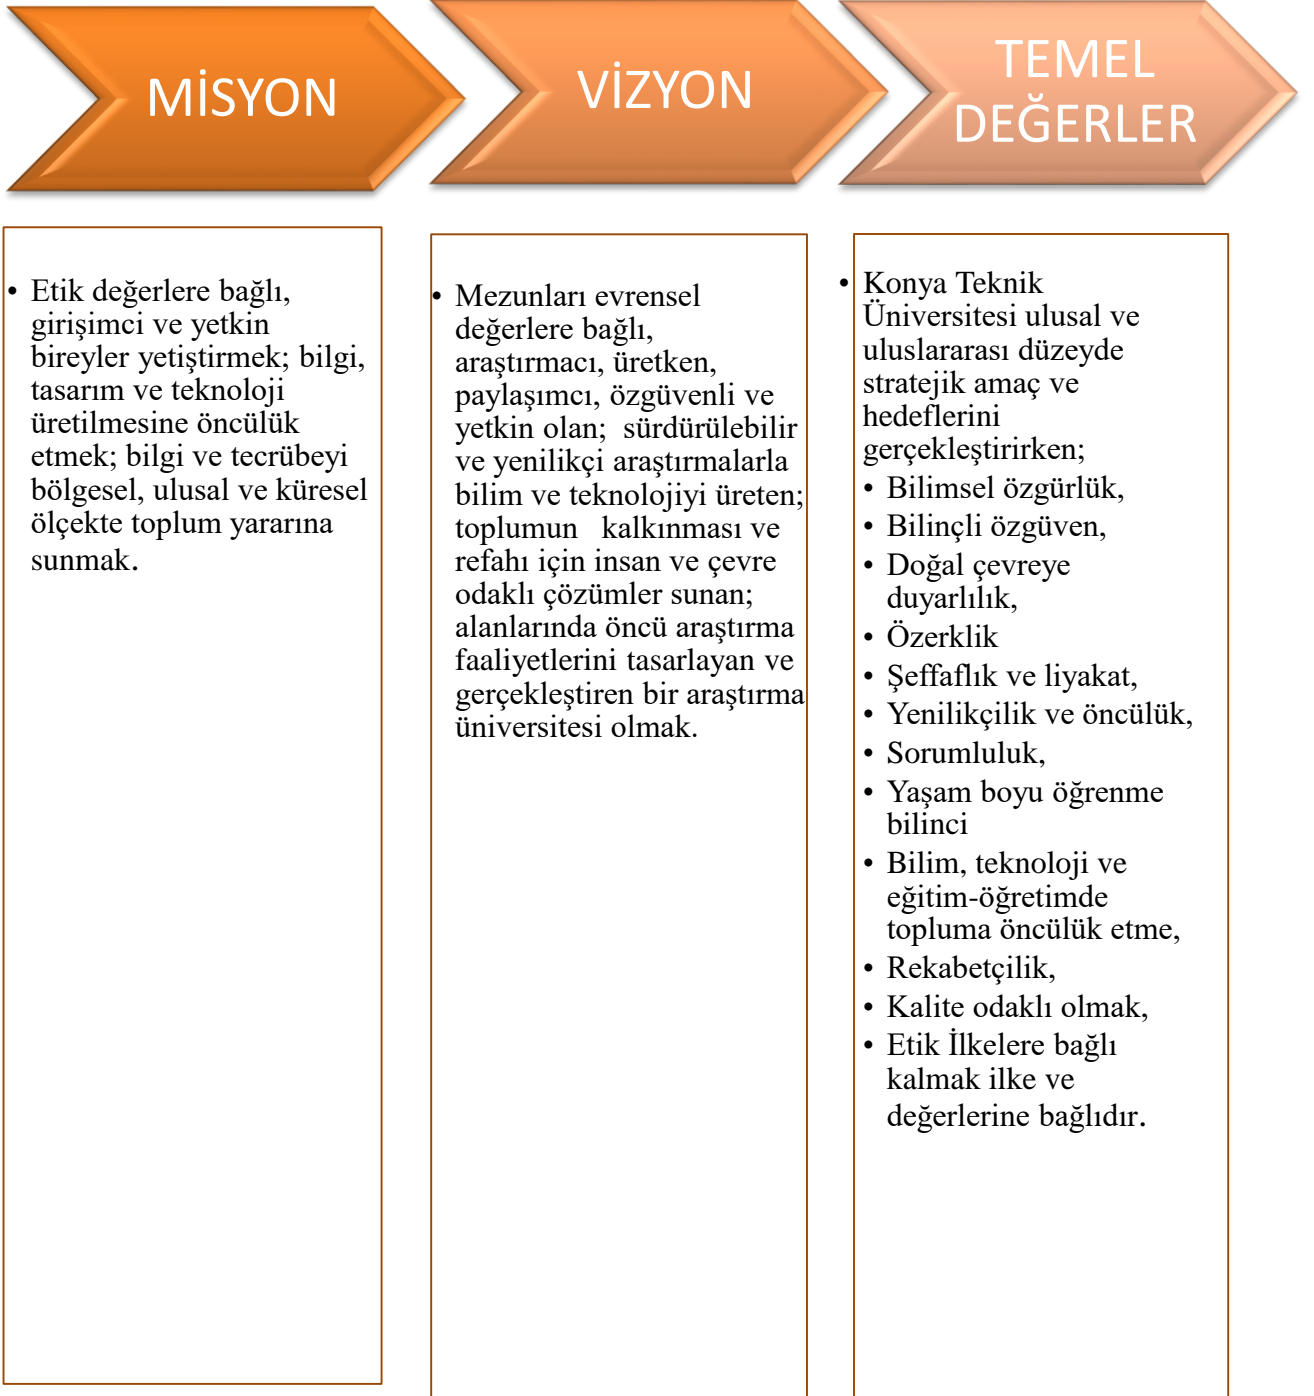 MİSYON
• Etik değerlere bağlı,
girişimci ve yetkin
bireyler yetiştirmek; bilgi,
tasarım ve teknoloji
üretilmesine öncülük
etmek; bilgi ve tecrübeyi
bölgesel, ulusal ve küresel
ölçekte toplum yararına
sunmak.
VİZYON
• Mezunları evrensel
değerlere bağlı,
araştırmacı, üretken,
paylaşımcı, özgüvenli ve
yetkin olan; sürdürülebilir
ve yenilikçi araştırmalarla
bilim ve teknolojiyi üreten;
toplumun kalkınması ve
refahı için insan ve çevre
odaklı çözümler sunan;
alanlarında öncü araştırma
faaliyetlerini tasarlayan ve
gerçekleştiren bir araştırma
üniversitesi olmak.
TEMEL
DEĞERLER
• Konya Teknik
Üniversitesi ulusal ve
uluslararası düzeyde
stratejik amaç ve
hedeflerini
gerçekleştirirken;
• Bilimsel özgürlük,
• Bilinçli özgüven,
• Doğal çevreye
duyarlılık,
• Özerklik
• Şeffaflık ve liyakat,
• Yenilikçilik ve öncülük,
• Sorumluluk,
• Yaşam boyu öğrenme
bilinci
• Bilim, teknoloji ve
eğitim-öğretimde
topluma öncülük etme,
• Rekabetçilik,
• Kalite odaklı olmak,
• Etik İlkelere bağlı
kalmak ilke ve
değerlerine bağlıdır.